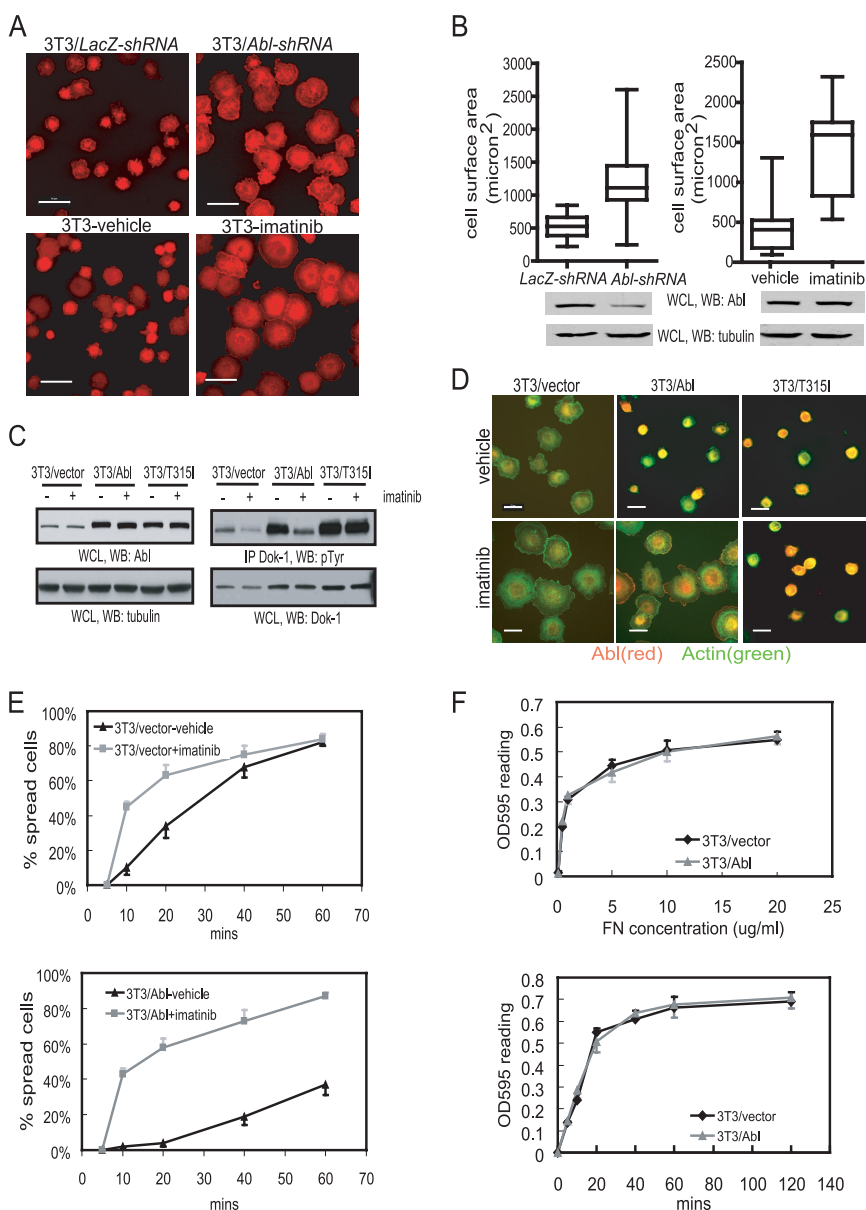 A
3T3/LacZ-shRNA
3T3/Abl-shRNA
3T3-vehicle
3T3-imatinib
B
cell surface area
(micron2)
3000
2500
2000
1500
1000
500
0
LacZ-shRNA
Abl-shRNA
cell surface area
(micron2)
2500
2000
1500
1000
500
0
vehicle
imatinib
WCL, WB: Abl
WCL, WB: tubulin
C
3T3/vector
3T3/Abl
3T3/T315I
3T3/vector
3T3/Abl
3T3/T315I
- + - + - + - + - + - + imatinib
WCL, WB: Abl
IP Dok-1, WB: pTyr
WCL, WB: tubulin
WCL, WB: Dok-1
D
3T3/vector
3T3/Abl
3T3/T315I
vehicle
imatinib
Abl(red) Actin(green)
E
% spread cells
100%
80%
60%
40%
20%
0%
3T3/vector-vehicle
3T3/vector+imatinib
0 10 20 30 40 50 60 70
mins
% spread cells
100%
80%
60%
40%
20%
0%
3T3/Abl-vehicle
3T3/Abl+imatinib
0 10 20 30 40 50 60 70
mins
F
OD595 reading
0.7
0.6
0.5
0.4
0.3
0.2
0.1
0
3T3/vector
3T3/Abl
0 5 10 15 20 25
FN concentration (ug/ml)
OD595 reading
0.8
0.7
0.6
0.5
0.4
0.3
0.2
0.1
0
3T3/vector
3T3/Abl
0 20 40 60 80 100 120 140
mins